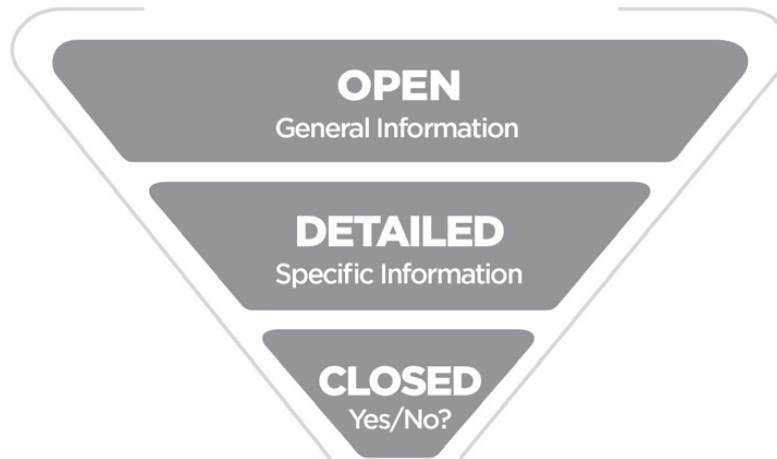 OPEN
General Information
DETAILED
Specific Information
CLOSED
Yes/No?